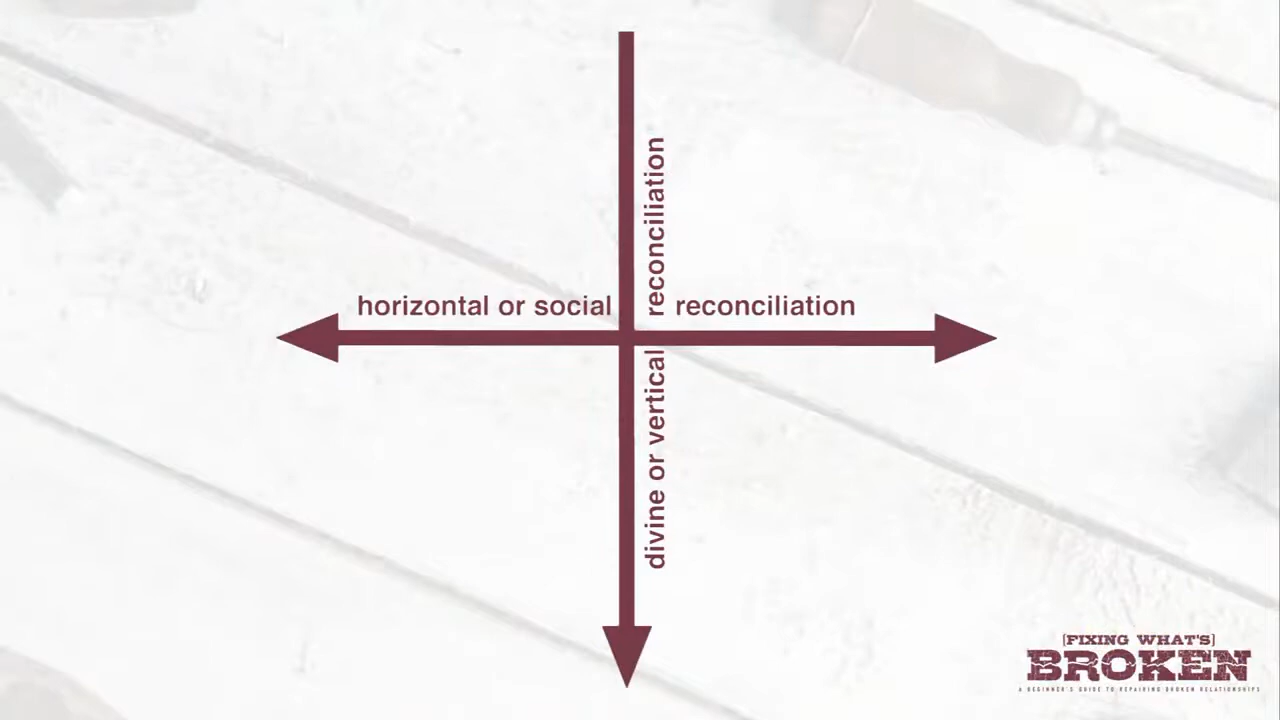 horizontal or social reconciliation
divine or vertical reconciliation
[FIXING WHAT'S]
BROKEN
A BEGINNER'S GUIDE TO REPAIRING BROKEN RELATIONSHIPS